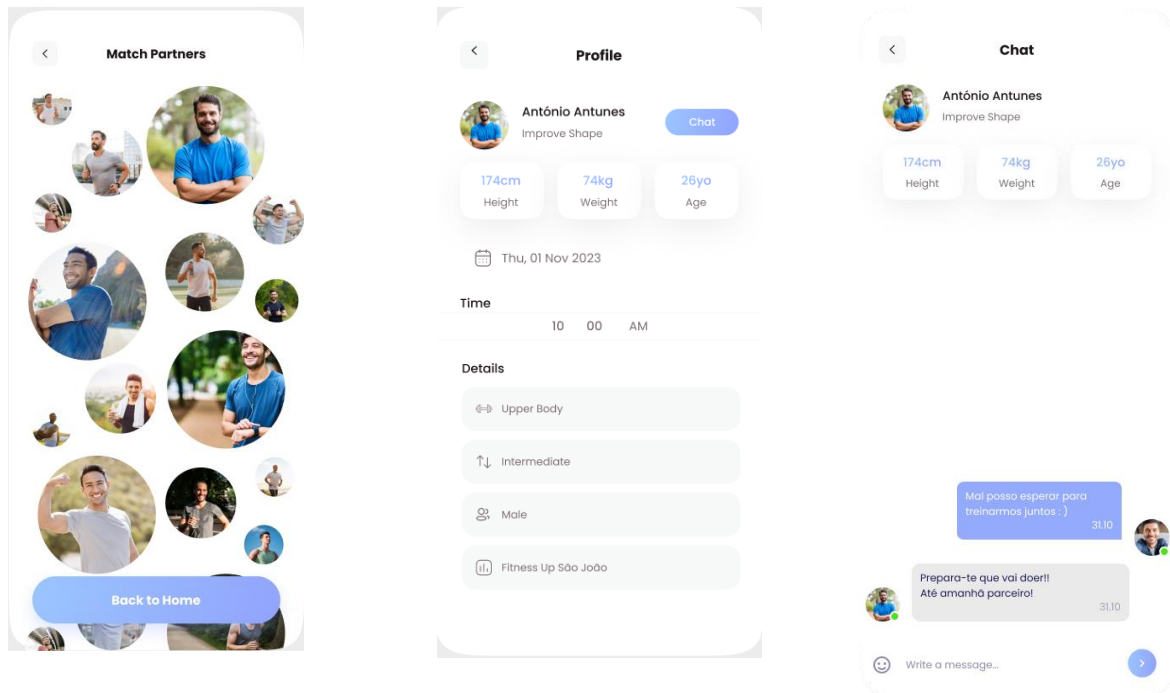 Match Partners
Back to Home
Profile
António Antunes
Improve Shape
Chat
174cm
Height
74kg
Weight
26yo
Age
Thu, 01 Nov 2023
Time
10 00 AM
Details
Upper Body
Intermediate
Male
Fitness Up São João
Chat
António Antunes
Improve Shape
174cm
Height
74kg
Weight
26yo
Age
Mal posso esperar para
treinarmos juntos : )
31.10
Prepara-te que vai doer!!
Até amanhã parceiro!
31.10
Write a message...